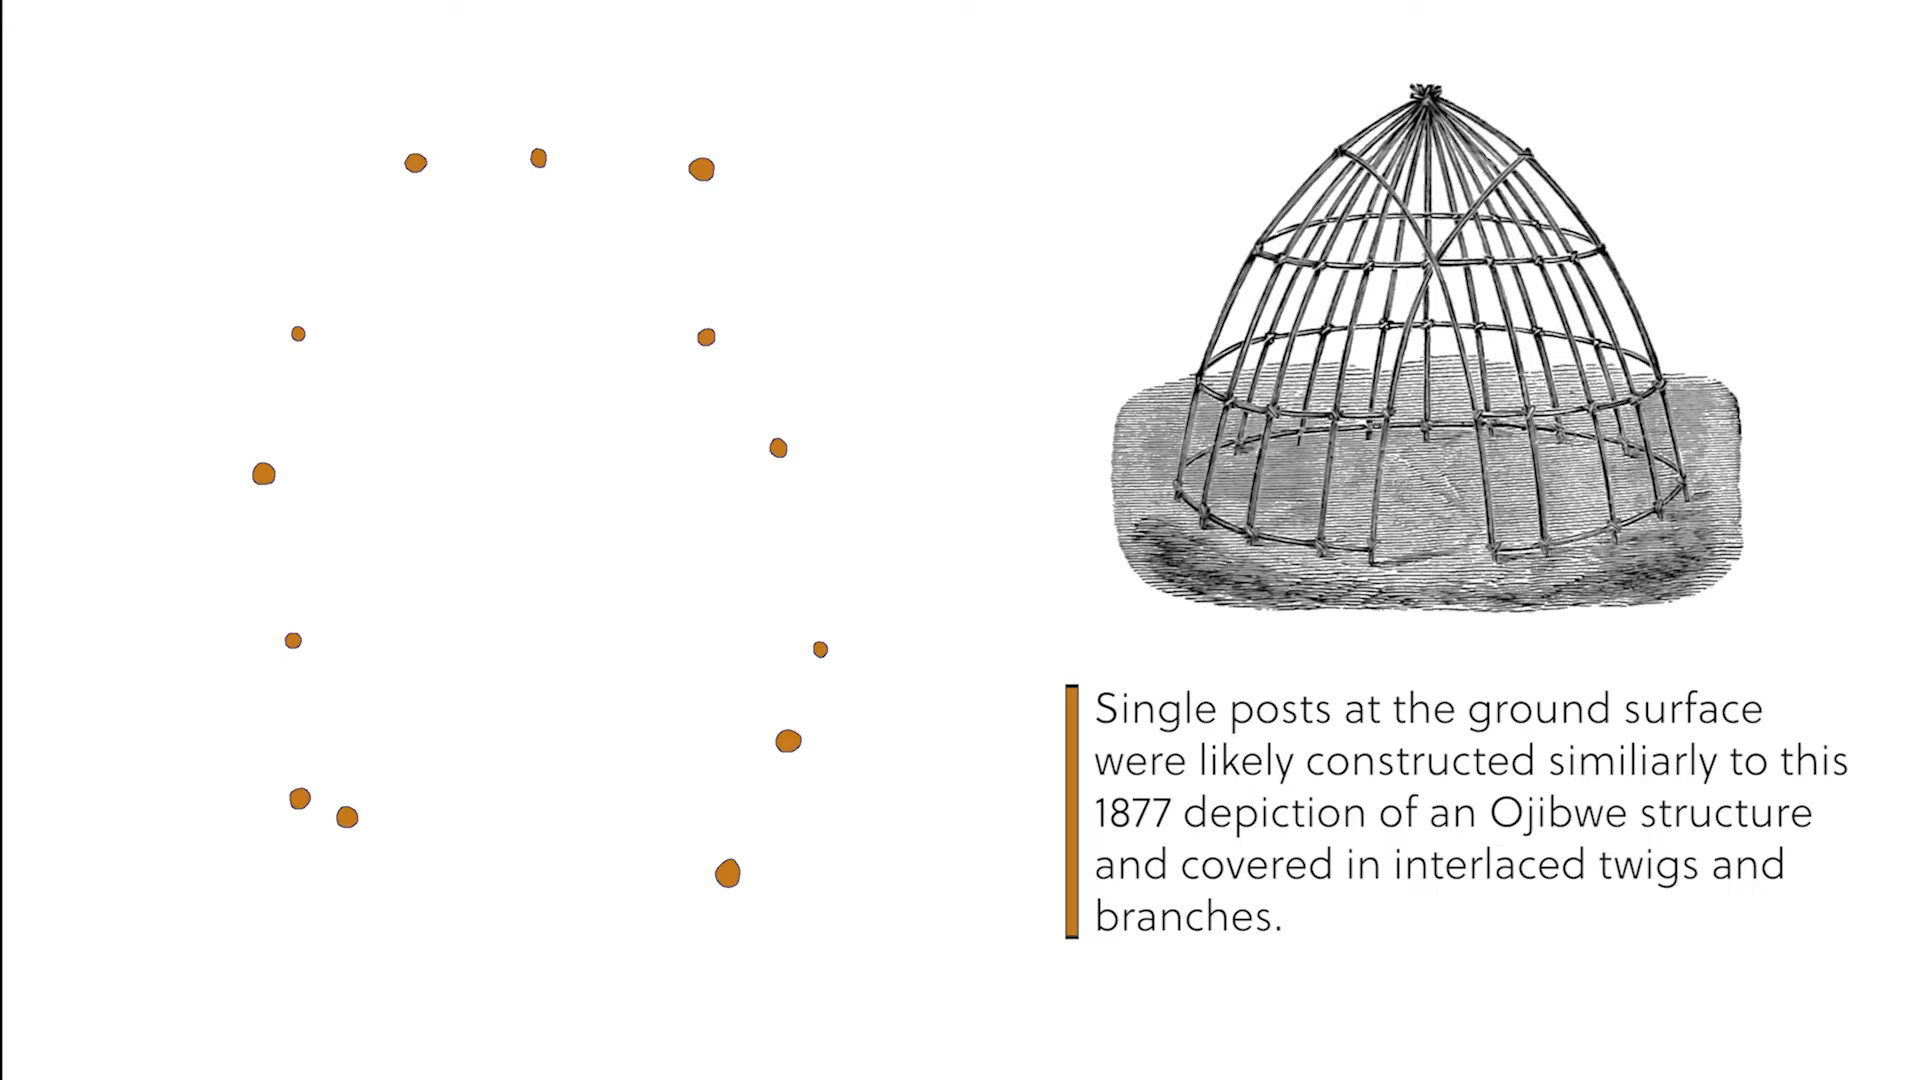 Single posts at the ground surface
were likely constructed similiarly to this
1877 depiction of an Ojibwe structure
and covered in interlaced twigs and
branches.